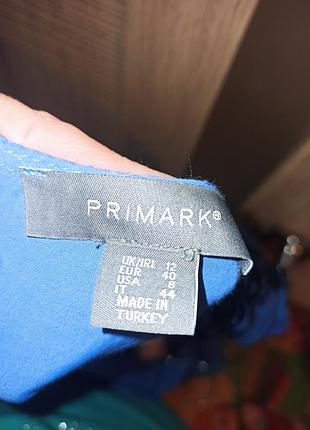 PRIMARK®
UK/IRL 12
EUR 40
USA 8
IT 44
MADE IN
TURKEY